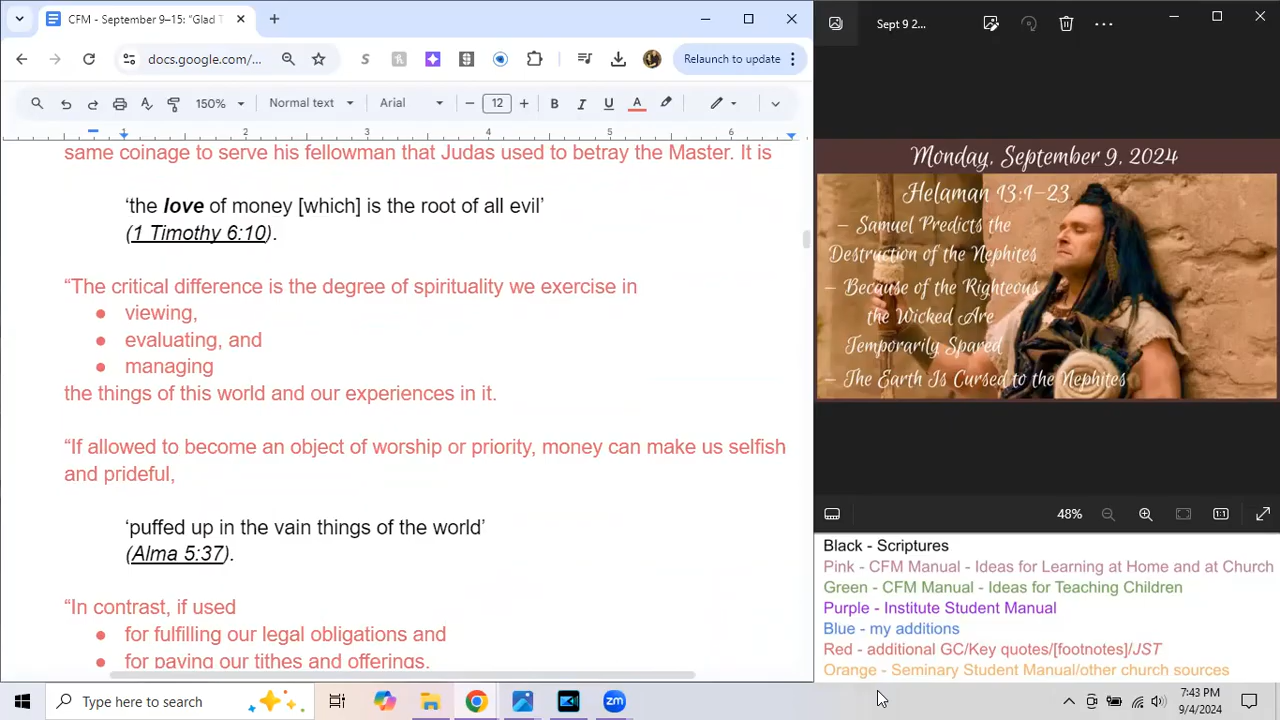 CFM - September 9–15: “Glad T
docs.google.com/...
Relaunch to update
150%
Normal text
Arial
12
B
I
U
A
1
2
3
4
5
6
same coinage to serve his fellowman that Judas used to betray the Master. It is
‘the love of money [which] is the root of all evil’
(1 Timothy 6:10).
“The critical difference is the degree of spirituality we exercise in
● viewing,
● evaluating, and
● managing
the things of this world and our experiences in it.
“If allowed to become an object of worship or priority, money can make us selfish
and prideful,
‘puffed up in the vain things of the world’
(Alma 5:37).
“In contrast, if used
● for fulfilling our legal obligations and
● for paying our tithes and offerings,
Sept 9 2...
Monday, September 9, 2024
Helaman 13:1-23
– Samuel Predicts the
Destruction of the Nephites
– Because of the Righteous
the Wicked Are
Temporarily Spared
– The Earth Is Cursed to the Nephites
48%
1:1
Black - Scriptures
Pink - CFM Manual - Ideas for Learning at Home and at Church
Green - CFM Manual - Ideas for Teaching Children
Purple - Institute Student Manual
Blue - my additions
Red - additional GC/Key quotes/[footnotes]/JST
Orange - Seminary Student Manual/other church sources
Type here to search
zm
7:43 PM
9/4/2024